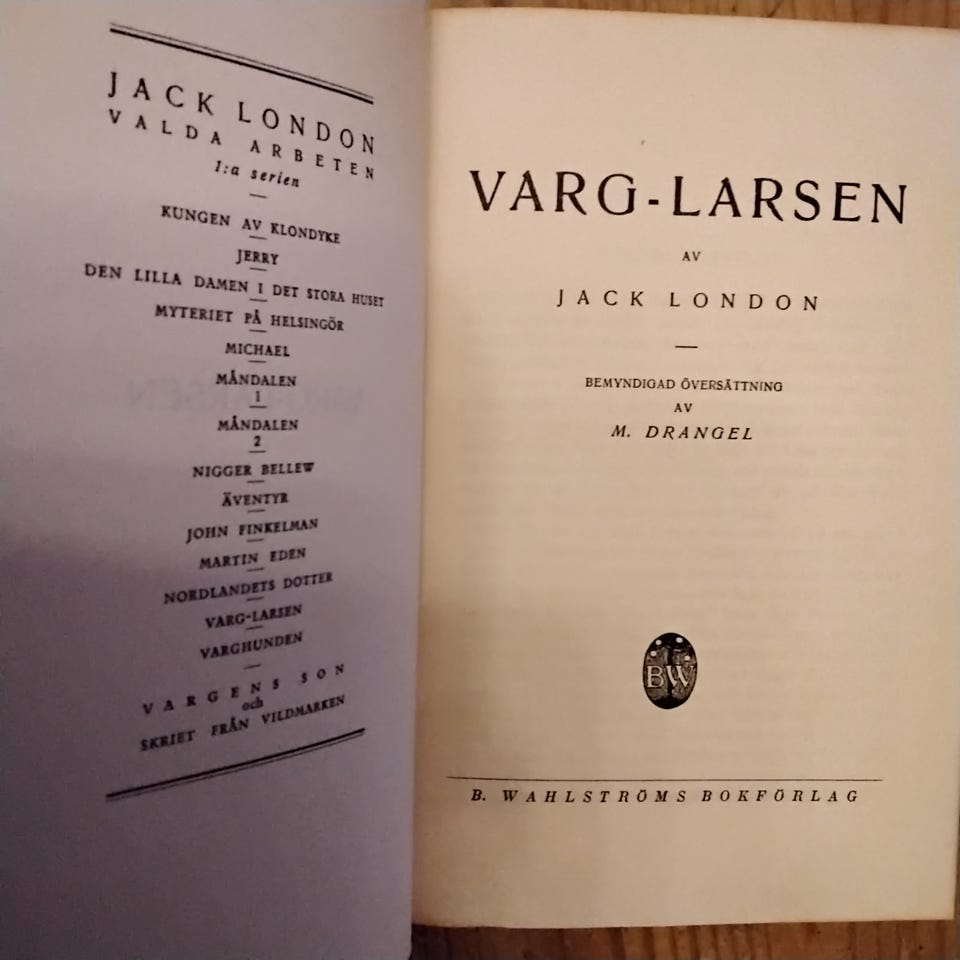 JACK LONDON
VALDA ARBETEN
1:a serien
KUNGEN AV KLONDYKE
JERRY
DEN LILLA DAMEN I DET STORA HUSET
MYTERIET PÅ HELSINGÖR
MICHAEL
MÅNDALEN
1
MÅNDALEN
2
NIGGER BELLEW
ÄVENTYR
JOHN FINKELMAN
MARTIN EDEN
NORDLANDETS DOTTER
VARG-LARSEN
VARGHUNDEN
VARGENS SON
och
SKRIET FRÅN VILDMARKEN
VARG-LARSEN
AV
JACK LONDON
BEMYNDIGAD ÖVERSÄTTNING
AV
M. DRANGEL
BW
B. WAHLSTRÖMS BOKFÖRLAG